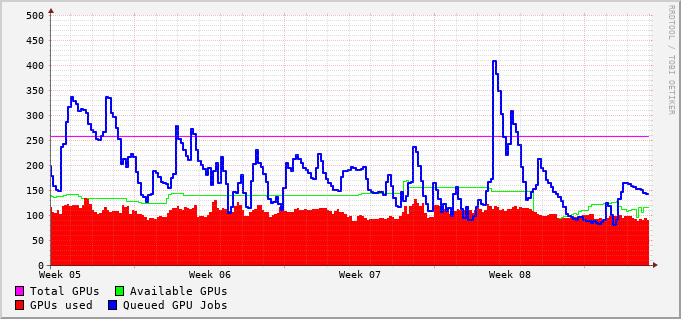 500
450
400
350
300
250
200
150
100
50
0
Week 05 Week 06 Week 07 Week 08
Total GPUs Available GPUs
GPUs used Queued GPU Jobs
RRDTOOL / TOBI OETIKER